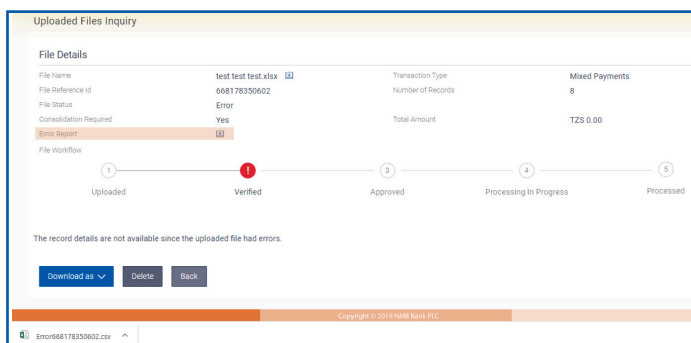 Uploaded Files Inquiry
File Details
File Name test test test.xlsx Transaction Type Mixed Payments
File Reference Id 668178350602 Number of Records 8
File Status Error
Consolidation Required Yes Total Amount TZS 0.00
Error Report
File Workflow
1 ! 3 4 5
Uploaded Verified Approved Processing In Progress Processed
The record details are not available since the uploaded file had errors.
Download as Delete Back
Copyright © 2019 NMB Bank PLC
Error668178350602.csv